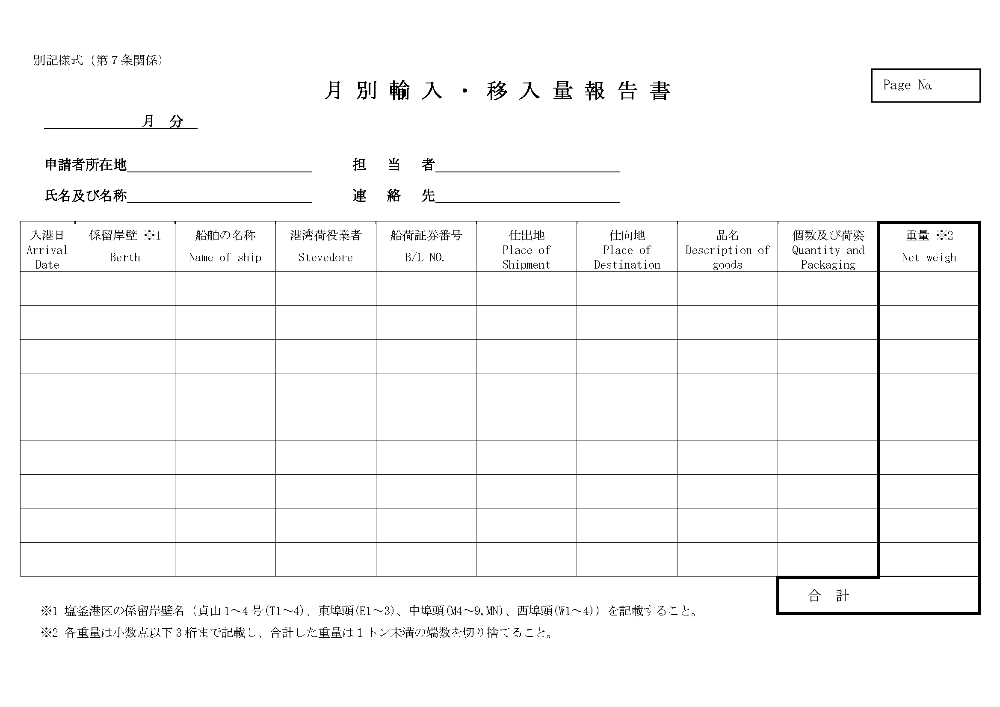 別記様式（第７条関係）
月別輸入・移入量報告書
Page №
月　分
申請者所在地
担　当　者
氏名及び名称
連　絡　先
入港日
Arrival
Date
係留岸壁 ※1
Berth
船舶の名称
Name of ship
港湾荷役業者
Stevedore
船荷証券番号
B/L NO.
仕出地
Place of
Shipment
仕向地
Place of
Destination
品名
Description of
goods
個数及び荷姿
Quantity and
Packaging
重量 ※2
Net weigh
合　計
※1 塩釜港区の係留岸壁名（貞山1～4号(T1～4)、東埠頭(E1～3)、中埠頭(M4～9,MN)、西埠頭(W1～4)）を記載すること。
※2 各重量は小数点以下３桁まで記載し、合計した重量は１トン未満の端数を切り捨てること。